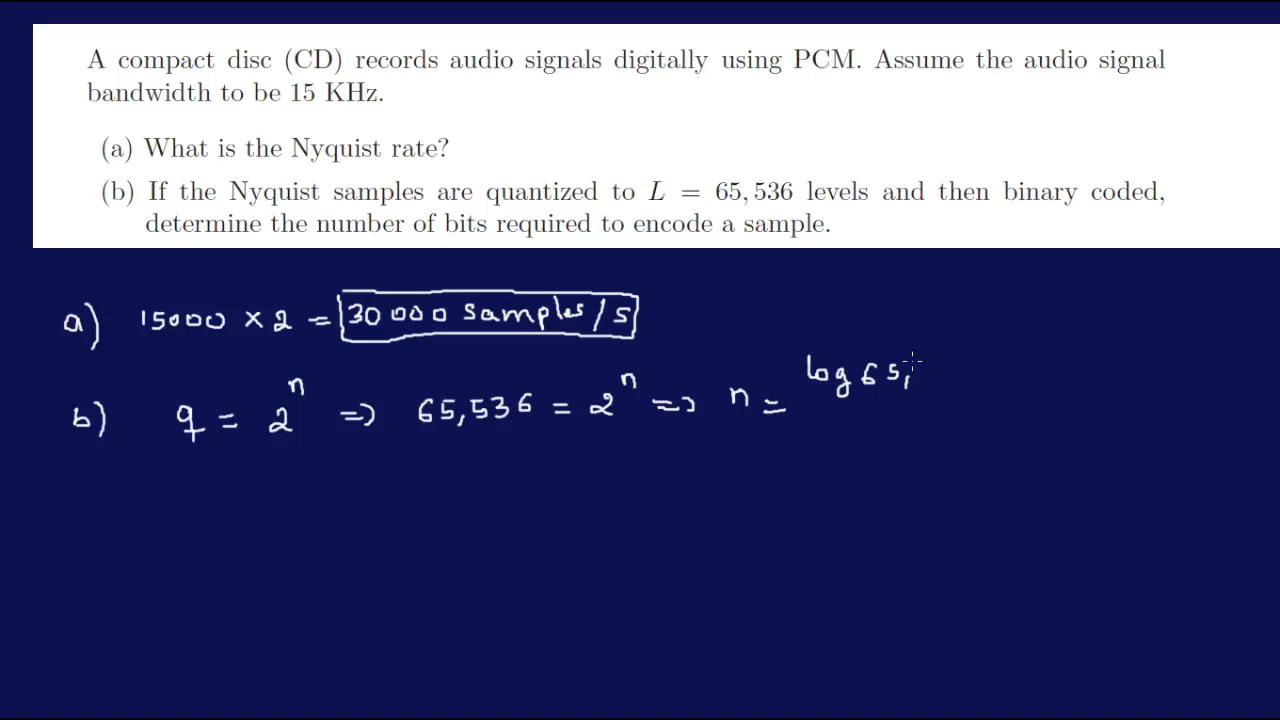 A compact disc (CD) records audio signals digitally using PCM. Assume the audio signal
bandwidth to be 15 KHz.
(a) What is the Nyquist rate?
(b) If the Nyquist samples are quantized to L = 65,536 levels and then binary coded,
determine the number of bits required to encode a sample.
a) 15000 × 2 = 30000 samples/s
b) q = 2^n => 65,536 = 2^n => n = log 65,